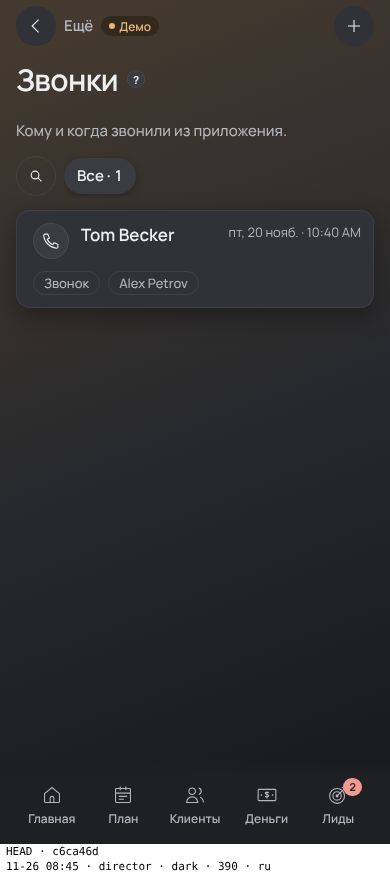 Ещё
Демо
Звонки ?
Кому и когда звонили из приложения.
Все · 1
Tom Becker
пт, 20 нояб. · 10:40 AM
Звонок
Alex Petrov
2
Главная
План
Клиенты
Деньги
Лиды
HEAD · c6ca46d
11-26 08:45 · director · dark · 390 · ru